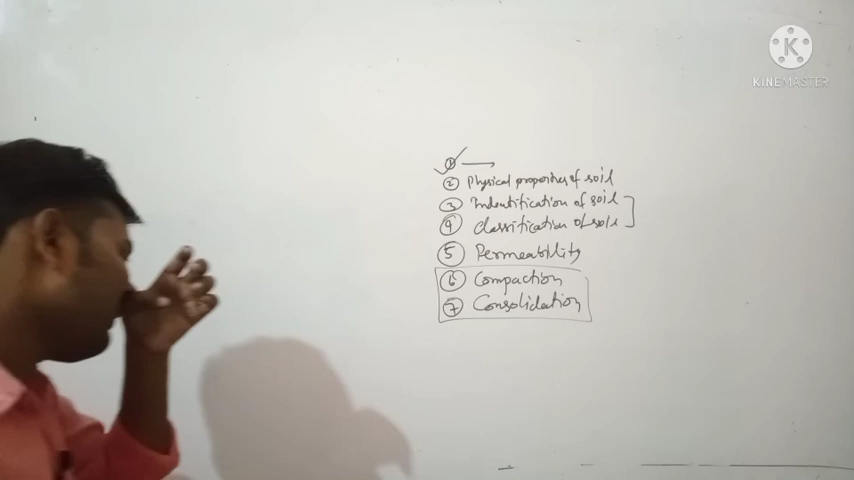 K
KINEMASTER
① →
② Physical properties of soil
③ Indentification of soil
④ classification of soil
⑤ Permeability
⑥ Compaction
⑦ Consolidation